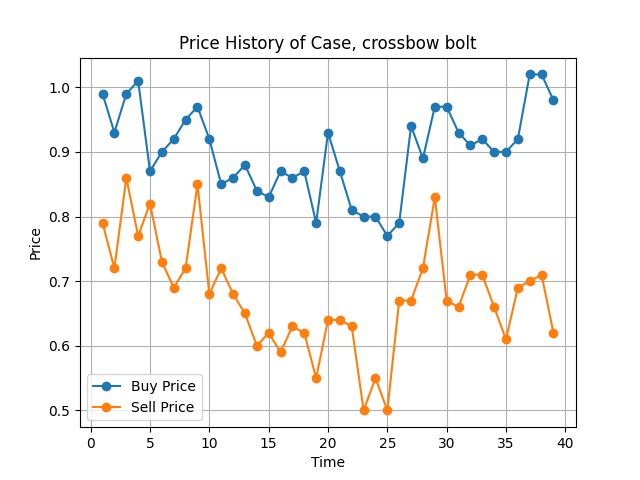 Price History of Case, crossbow bolt
1.0
0.9
0.8
0.7
0.6
0.5
Price
Buy Price
Sell Price
0 5 10 15 20 25 30 35 40
Time